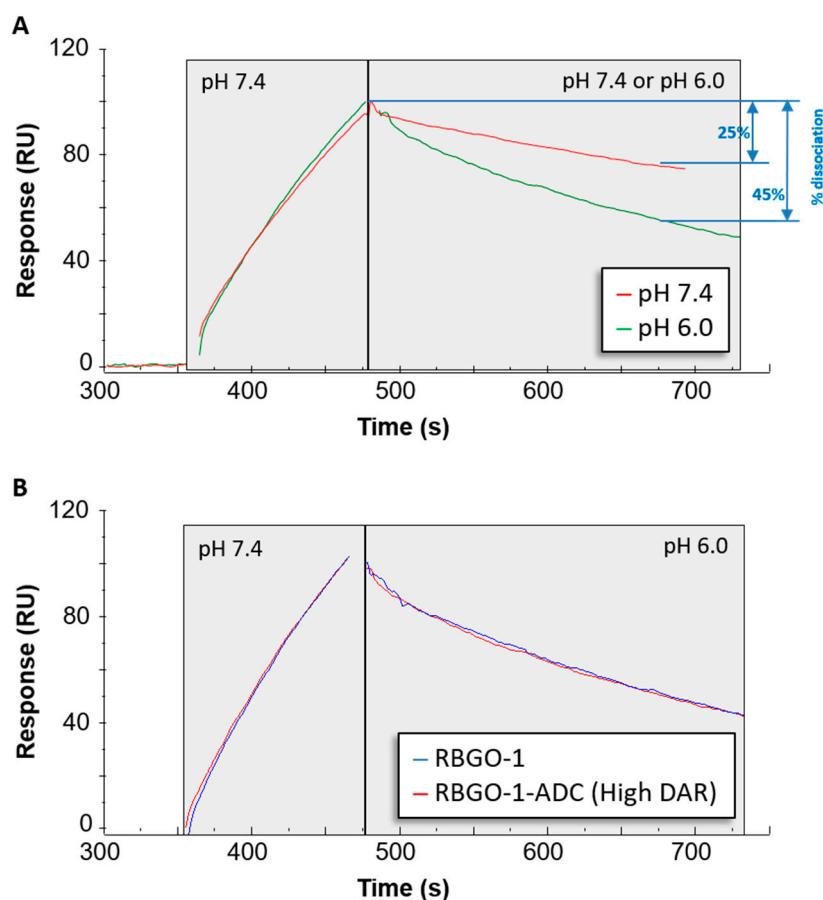 A
120
80
40
0
Response (RU)
pH 7.4
pH 7.4 or pH 6.0
25%
45%
% dissociation
pH 7.4
pH 6.0
300
400
500
600
700
Time (s)
B
120
80
40
0
Response (RU)
pH 7.4
pH 6.0
RBGO-1
RBGO-1-ADC (High DAR)
300
400
500
600
700
Time (s)